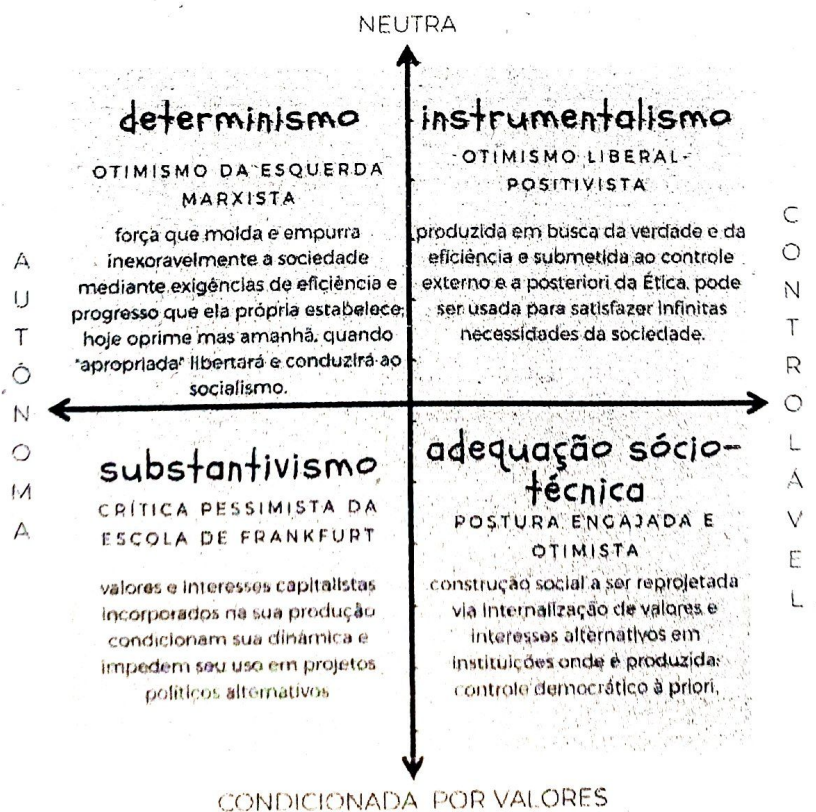 NEUTRA
determinismo
OTIMISMO DA ESQUERDA
MARXISTA
força que molda e empurra
inexoravelmente a sociedade
mediante exigências de eficiência e
progresso que ela própria estabelece;
hoje oprime mas amanhã, quando
"apropriada" libertará e conduzirá ao
socialismo.
instrumentalismo
OTIMISMO LIBERAL-
POSITIVISTA
produzida em busca da verdade e da
eficiência e submetida ao controle
externo e a posteriori da Ética, pode
ser usada para satisfazer infinitas
necessidades da sociedade.
AUTÔNOMA
CONTROLÁVEL
substantivismo
CRÍTICA PESSIMISTA DA
ESCOLA DE FRANKFURT
valores e interesses capitalistas
incorporados na sua produção
condicionam sua dinâmica e
impedem seu uso em projetos
políticos alternativos
adequação sócio-
técnica
POSTURA ENGAJADA E
OTIMISTA
construção social a ser reprojetada
via internalização de valores e
interesses alternativos em
instituições onde é produzida:
controle democrático à priori.
CONDICIONADA POR VALORES